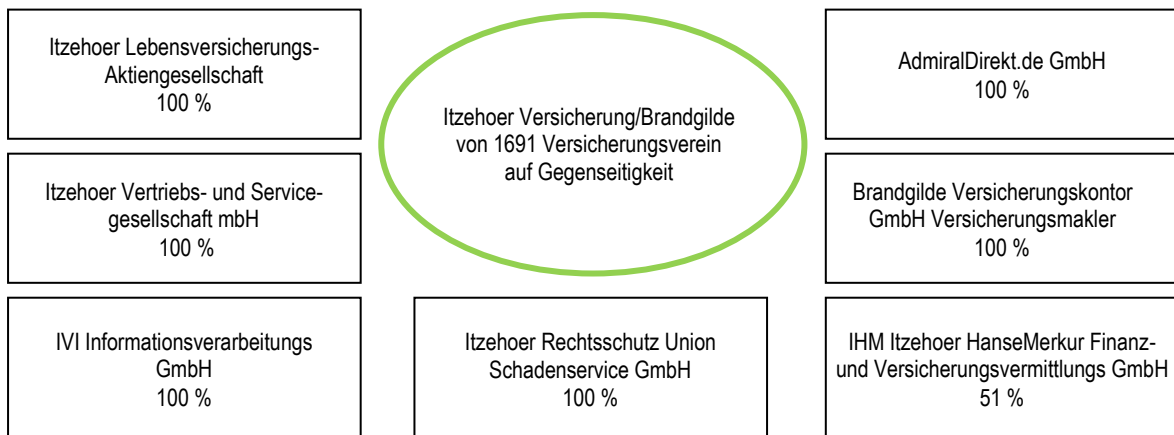 Itzehoer Lebensversicherungs-
Aktiengesellschaft
100 %
Itzehoer Versicherung/Brandgilde
von 1691 Versicherungsverein
auf Gegenseitigkeit
AdmiralDirekt.de GmbH
100 %
Itzehoer Vertriebs- und Service-
gesellschaft mbH
100 %
Brandgilde Versicherungskontor
GmbH Versicherungsmakler
100 %
IVI Informationsverarbeitungs
GmbH
100 %
Itzehoer Rechtsschutz Union
Schadenservice GmbH
100 %
IHM Itzehoer HanseMerkur Finanz-
und Versicherungsvermittlungs GmbH
51 %